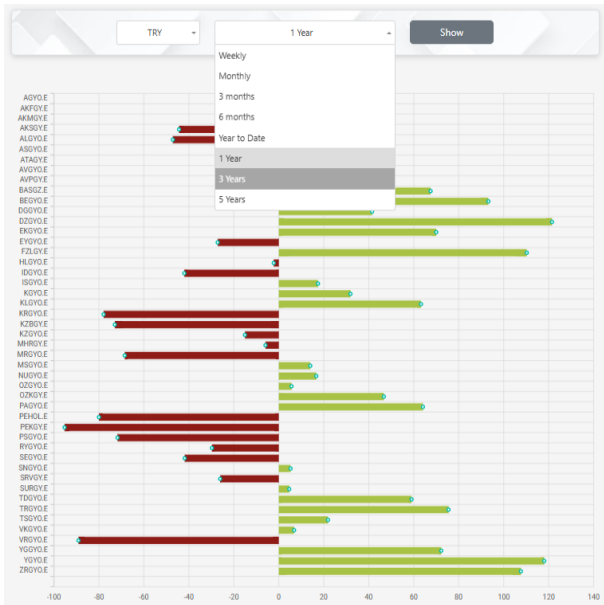 TRY 1 Year Show
Weekly
Monthly
3 months
6 months
Year to Date
1 Year
3 Years
5 Years
AGYO.E
AKFGY.E
AKMGY.E
AKSGY.E
ALGYO.E
ASGYO.E
ATAGY.E
AVGYO.E
AVPGY.E
BASGZ.E
BEGYO.E
DGGYO.E
DZGYO.E
EKGYO.E
EYGYO.E
FZLGY.E
HLGYO.E
IDGYO.E
ISGYO.E
KGYO.E
KLGYO.E
KRGYO.E
KZBGY.E
KZGYO.E
MHRGY.E
MRGYO.E
MSGYO.E
NUGYO.E
OZGYO.E
OZKGY.E
PAGYO.E
PEHOL.E
PEKGY.E
PSGYO.E
RYGYO.E
SEGYO.E
SNGYO.E
SRVGY.E
SURGY.E
TDGYO.E
TRGYO.E
TSGYO.E
VKGYO.E
VRGYO.E
YGGYO.E
YGYO.E
ZRGYO.E
-100 -80 -60 -40 -20 0 20 40 60 80 100 120 140